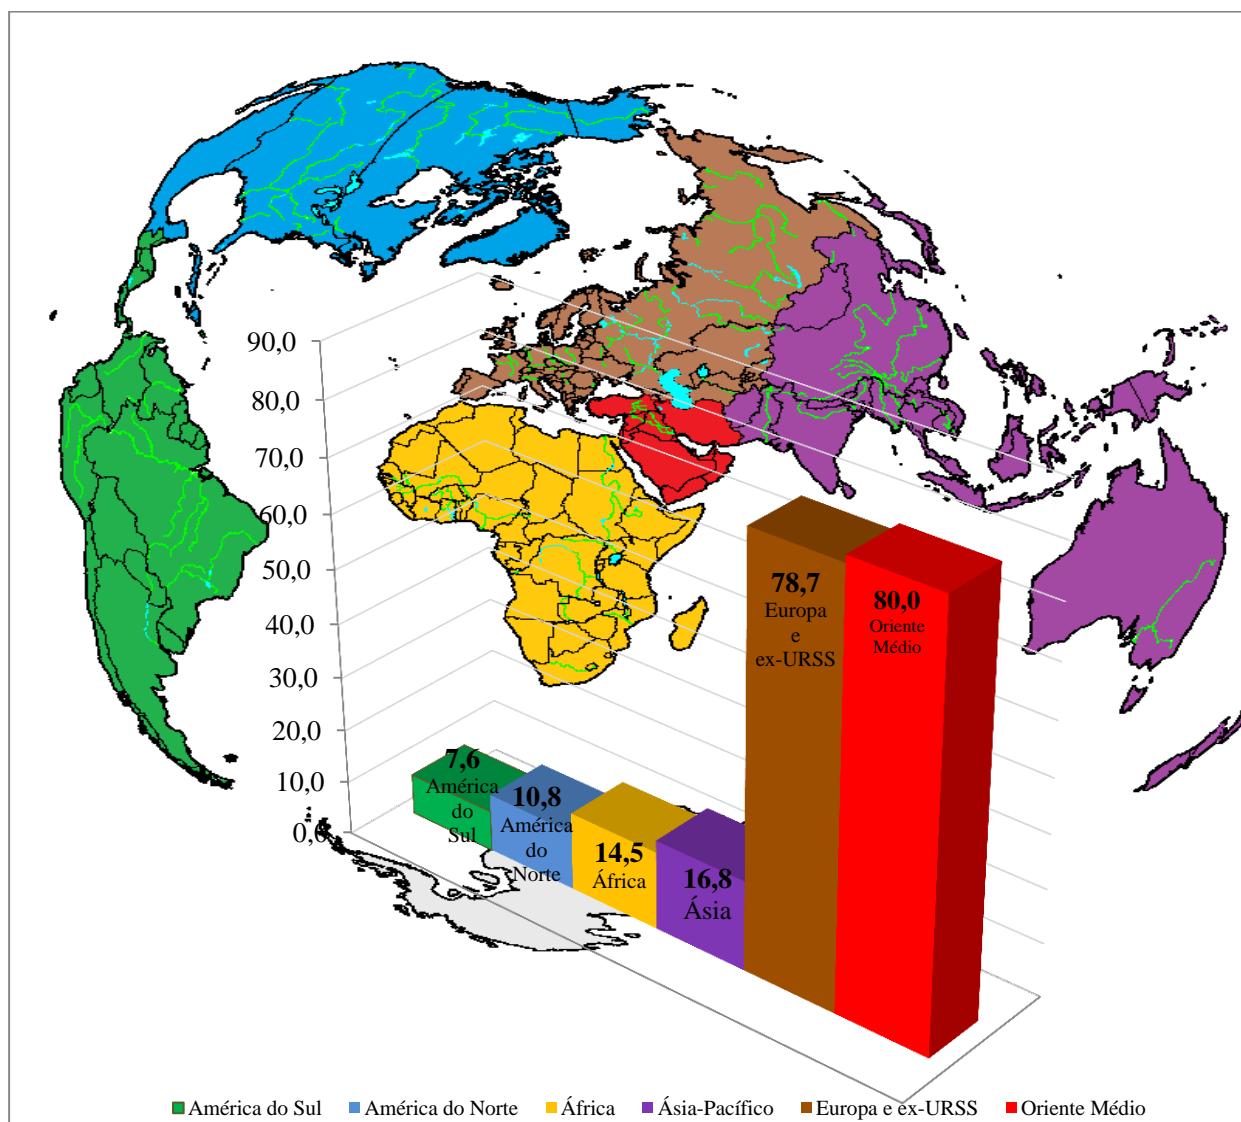 90,0
80,0
70,0
60,0
50,0
40,0
30,0
20,0
10,0
0,0
7,6
América
do
Sul
10,8
América
do
Norte
14,5
África
16,8
Ásia
78,7
Europa
e
ex-URSS
80,0
Oriente
Médio
América do Sul América do Norte África Ásia-Pacífico Europa e ex-URSS Oriente Médio